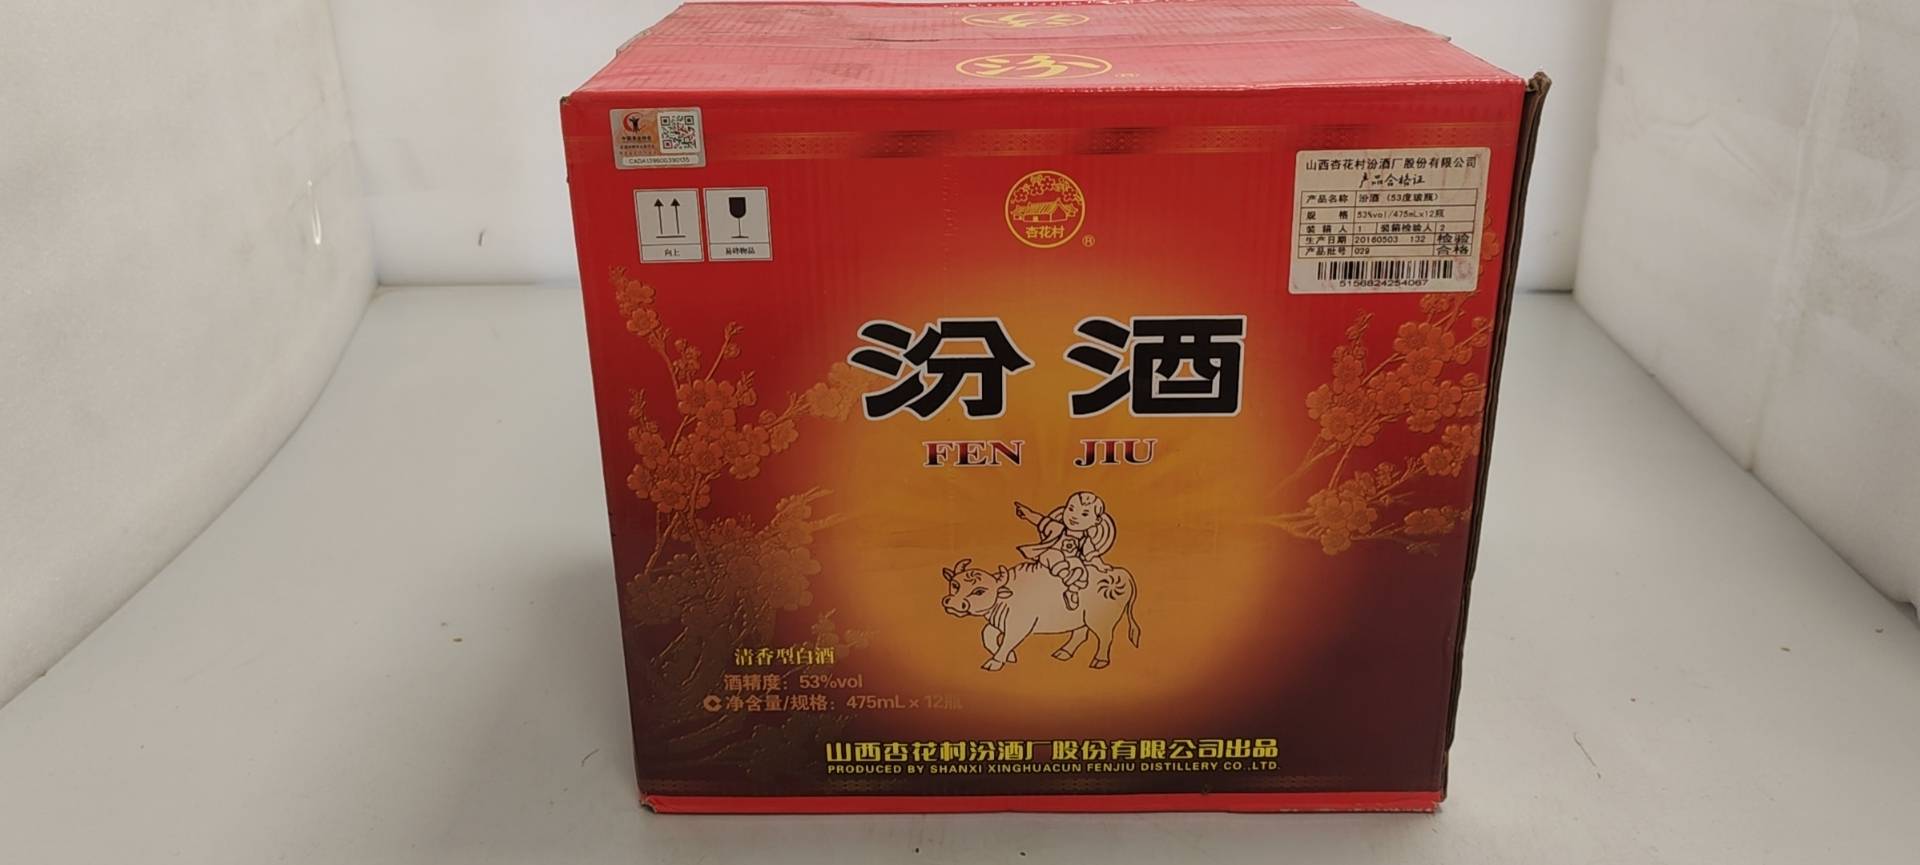 汾
CADA139600390135
向上
易碎物品
杏花村
山西杏花村汾酒厂股份有限公司
产品合格证
产品名称 汾酒（53度玻瓶）
规 格 53%vol/475mL×12瓶
装箱人 1 装箱检验人 2
生产日期 20160503 132 检验
产品批号 029 合格
5156824254067
汾酒
FEN JIU
清香型白酒
酒精度：53%vol
净含量/规格：475mL×12瓶
山西杏花村汾酒厂股份有限公司出品
PRODUCED BY SHANXI XINGHUACUN FENJIU DISTILLERY CO.,LTD.